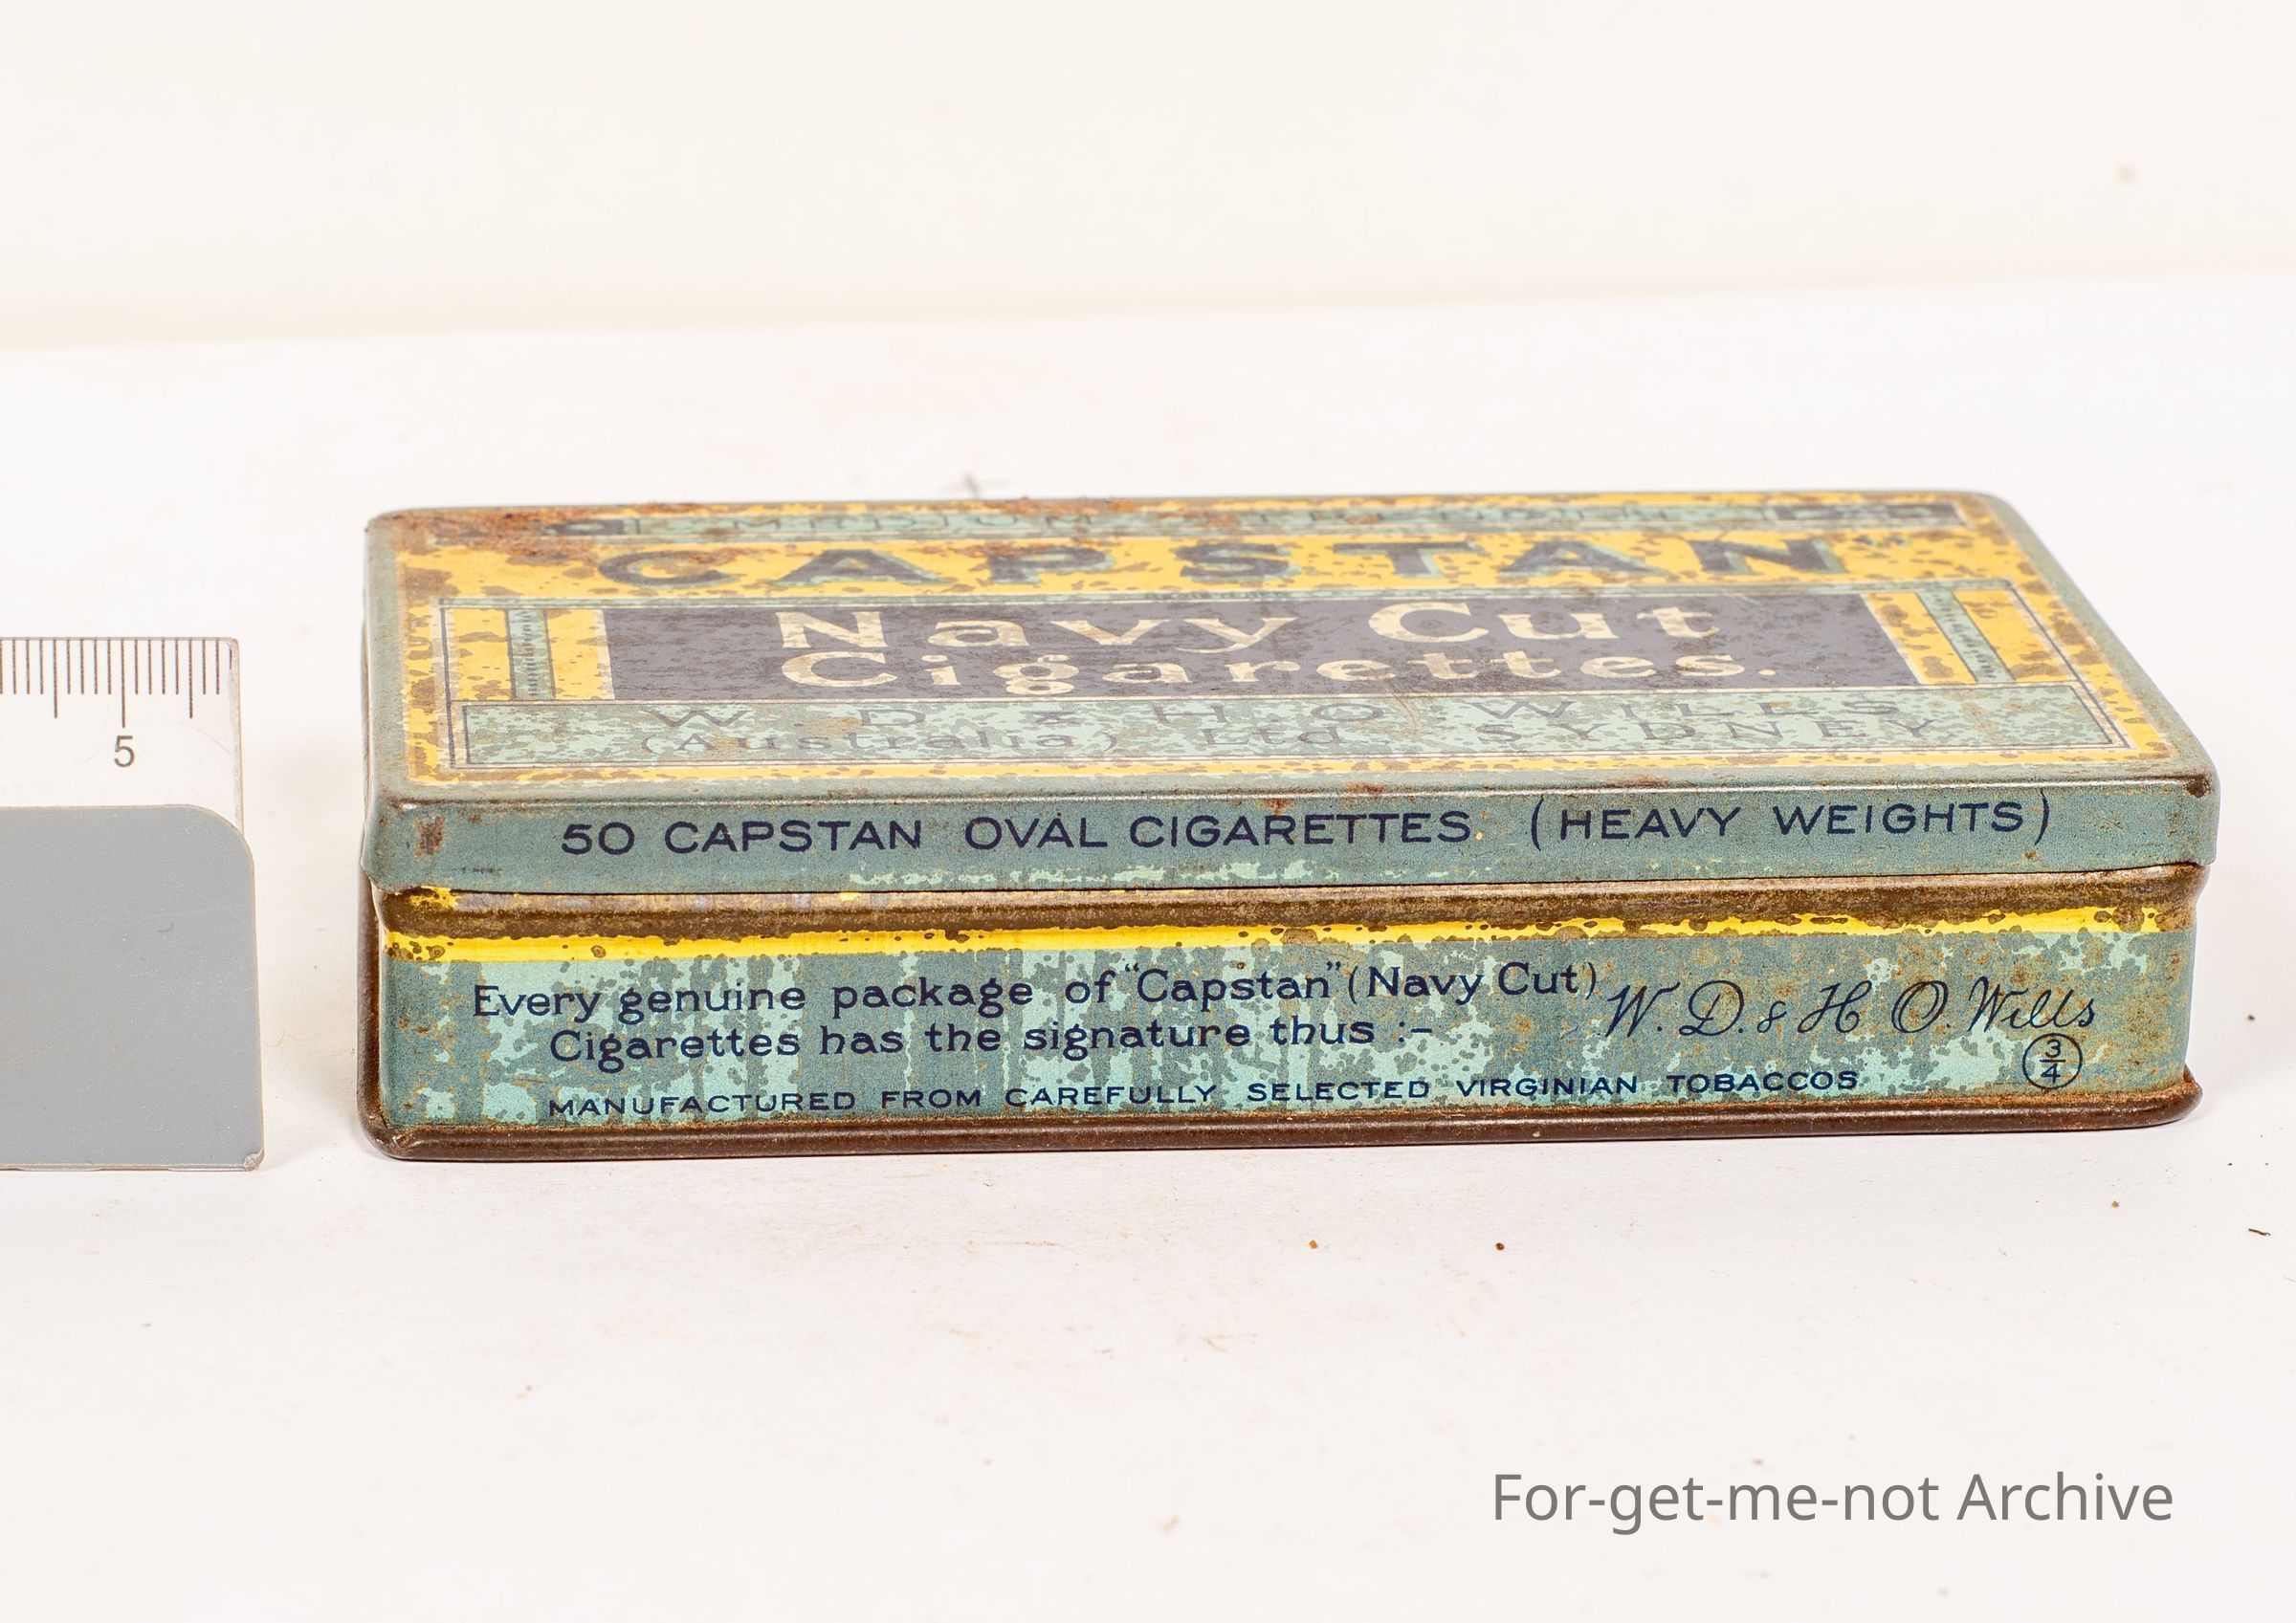 5
"CAPSTAN"
Navy Cut
Cigarettes.
W. D. & H. O. WILLS
(Australia) Ltd. SYDNEY
50 CAPSTAN OVAL CIGARETTES. (HEAVY WEIGHTS)
Every genuine package of "Capstan" (Navy Cut)
Cigarettes has the signature thus :-
W. D. & H. O. Wills
3/4
MANUFACTURED FROM CAREFULLY SELECTED VIRGINIAN TOBACCOS
For-get-me-not Archive